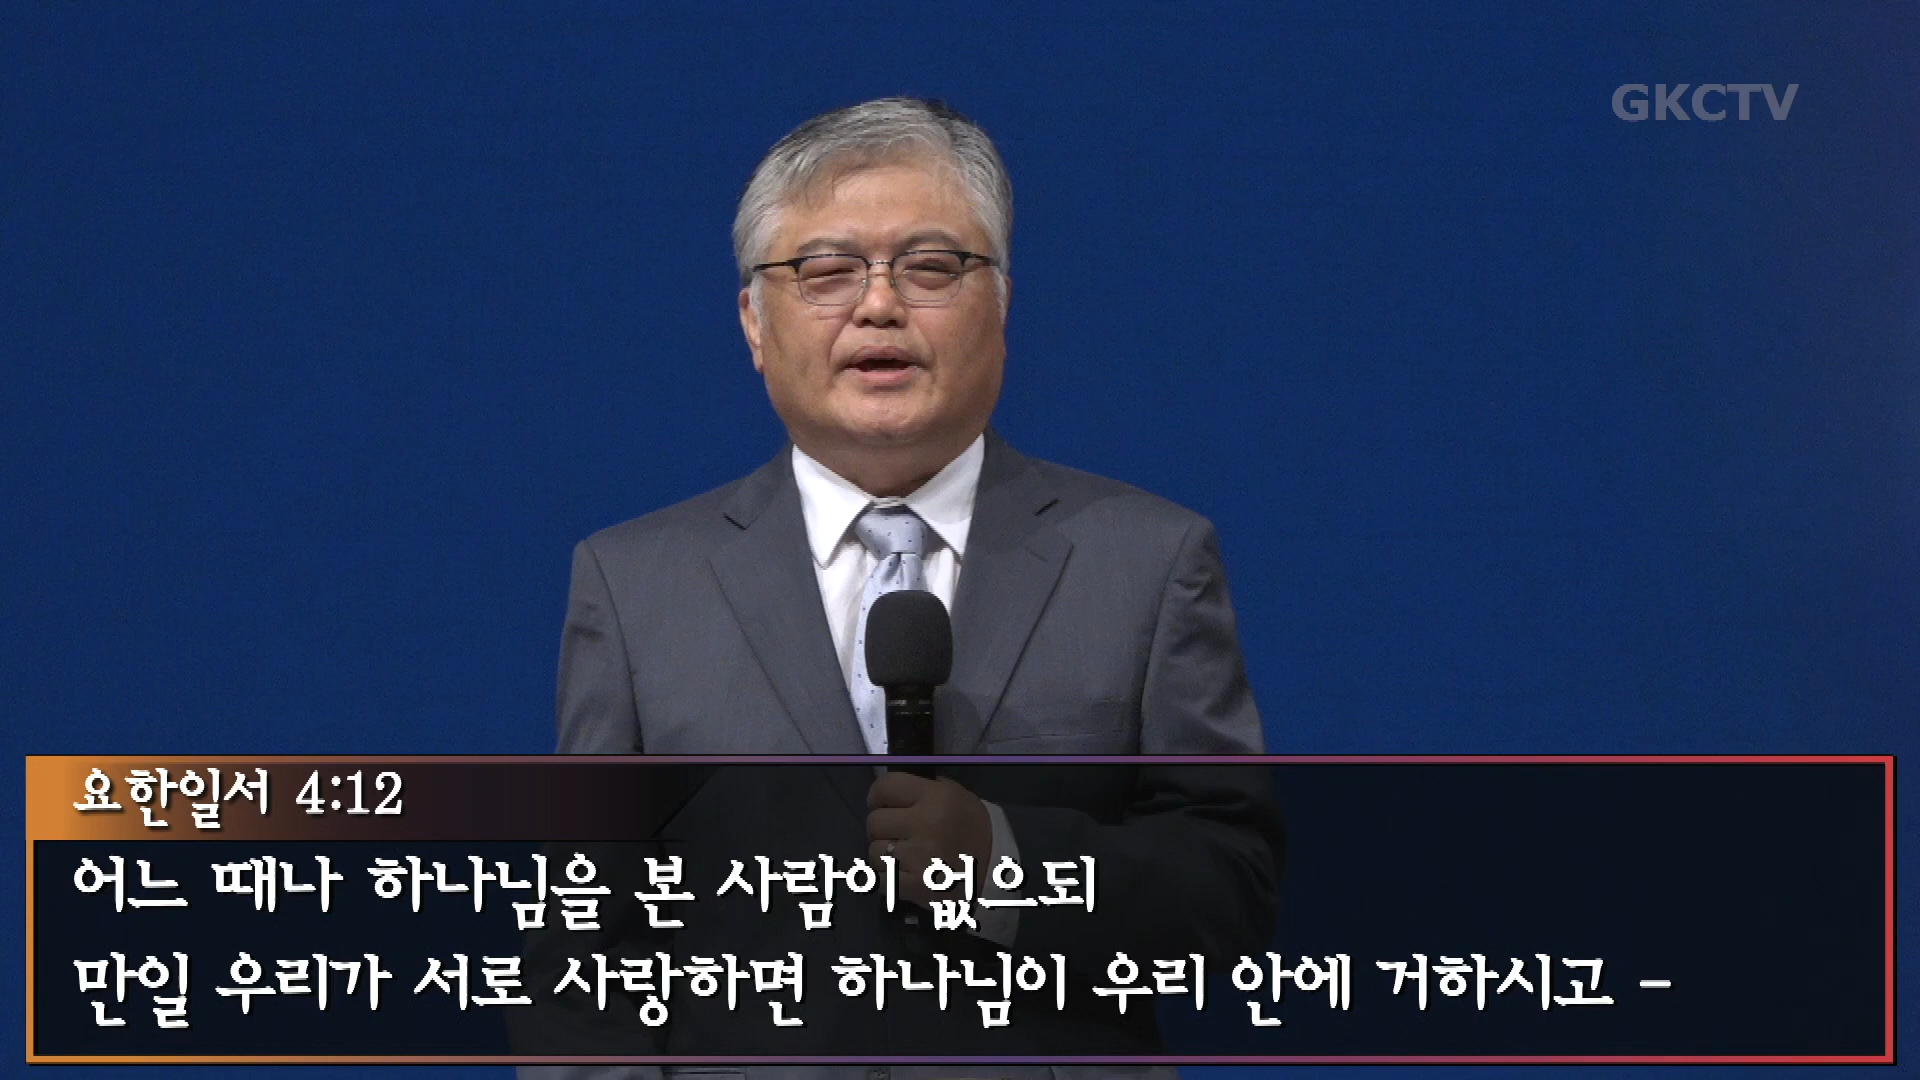 GKCTV
요한일서 4:12
어느 때나 하나님을 본 사람이 없으되
만일 우리가 서로 사랑하면 하나님이 우리 안에 거하시고 -